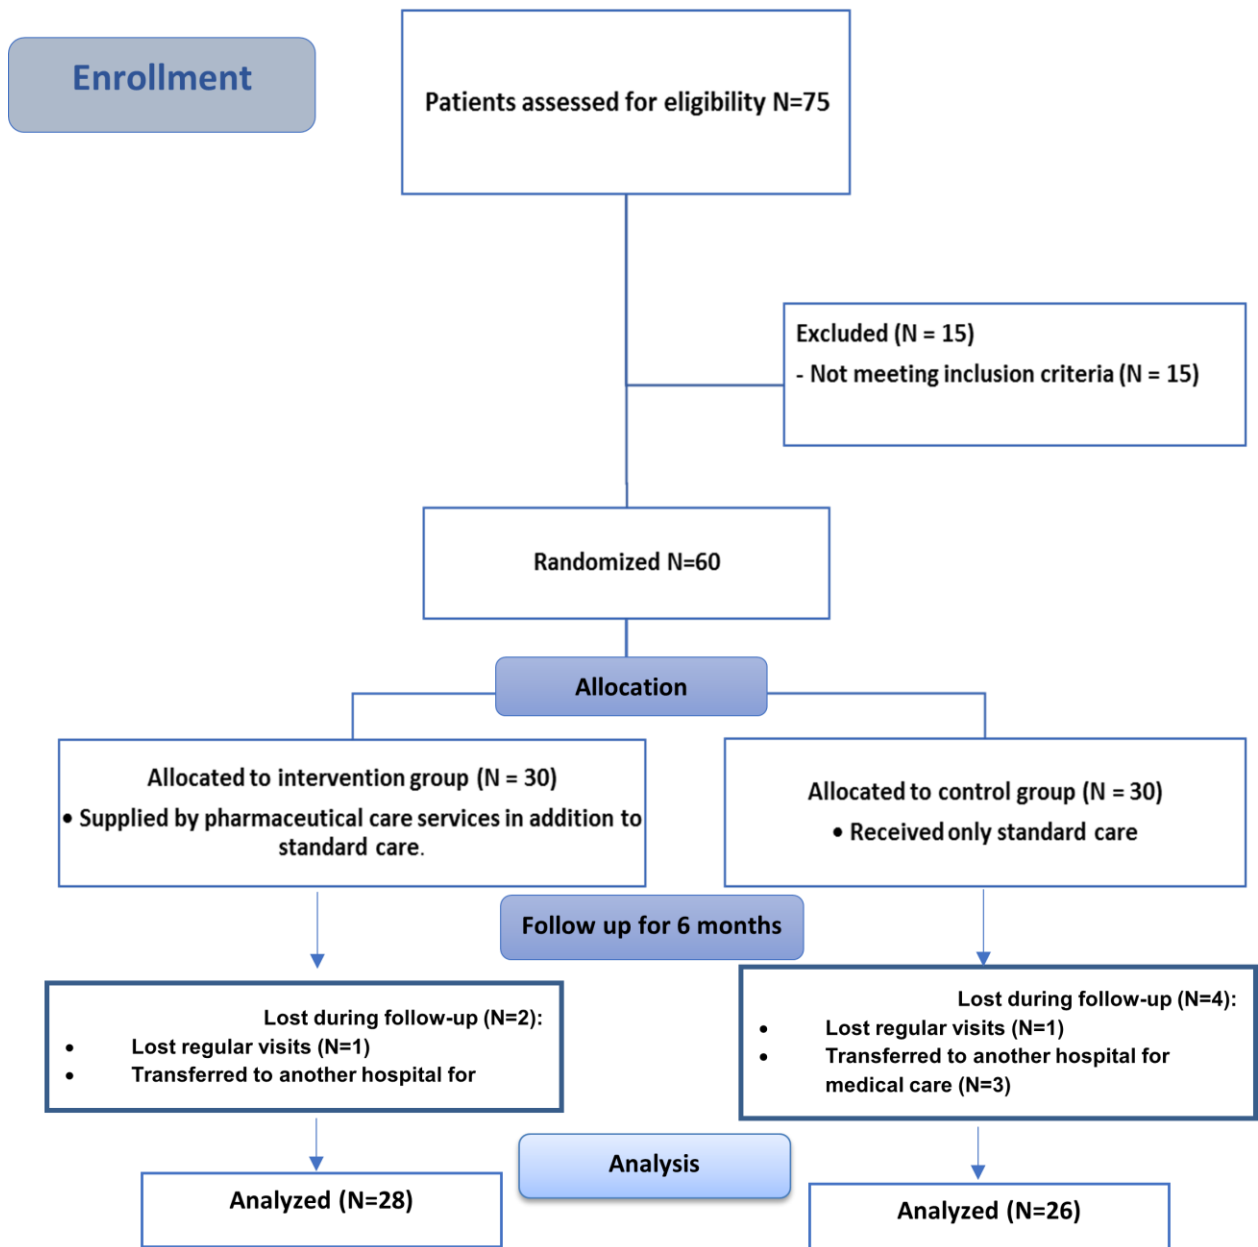 Enrollment
Patients assessed for eligibility N=75
Excluded (N = 15)
- Not meeting inclusion criteria (N = 15)
Randomized N=60
Allocation
Allocated to intervention group (N = 30)
• Supplied by pharmaceutical care services in addition to
standard care.
Allocated to control group (N = 30)
• Received only standard care
Follow up for 6 months
Lost during follow-up (N=2):
• Lost regular visits (N=1)
• Transferred to another hospital for
Lost during follow-up (N=4):
• Lost regular visits (N=1)
• Transferred to another hospital for
medical care (N=3)
Analysis
Analyzed (N=28)
Analyzed (N=26)